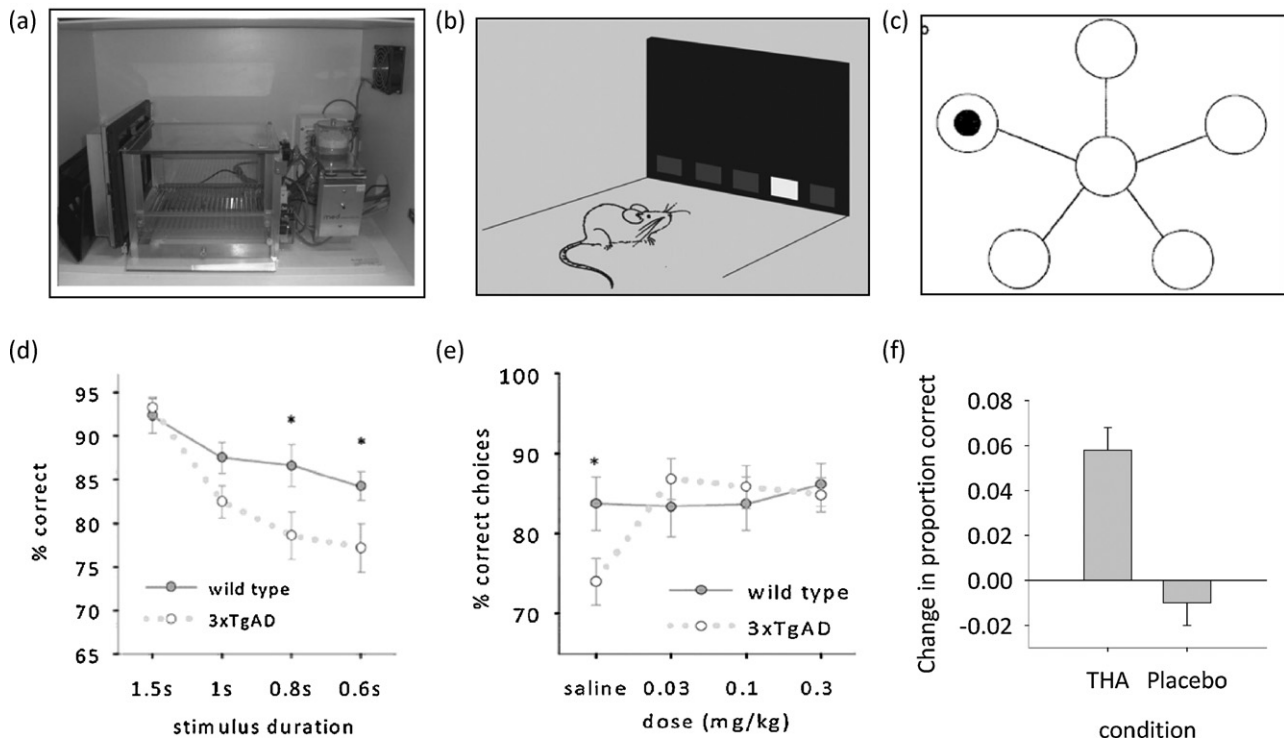 (a)
(b)
(c)
(d)
% correct
95
90
85
80
75
70
65
wild type
3xTgAD
*
*
1.5s 1s 0.8s 0.6s
stimulus duration
(e)
% correct choices
100
90
80
70
*
wild type
3xTgAD
saline 0.03 0.1 0.3
dose (mg/kg)
(f)
Change in proportion correct
0.08
0.06
0.04
0.02
0.00
-0.02
THA Placebo
condition